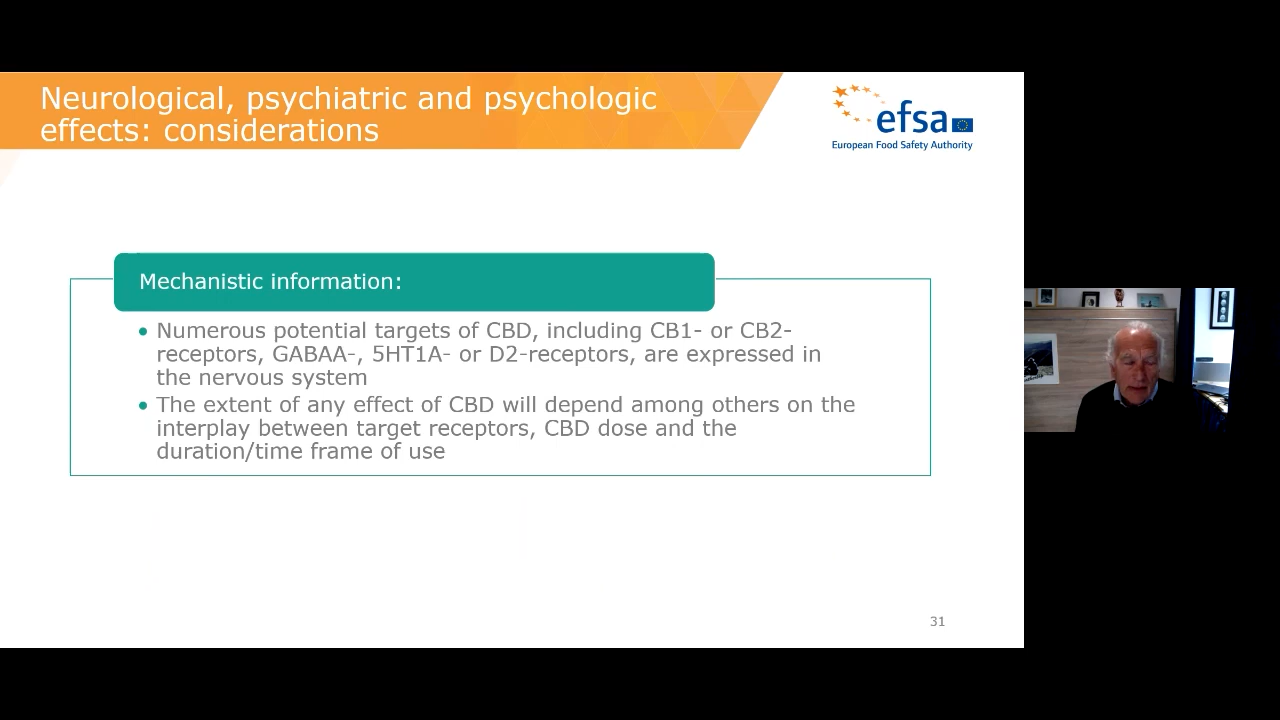 Neurological, psychiatric and psychologic
effects: considerations
efsa
European Food Safety Authority
Mechanistic information:
• Numerous potential targets of CBD, including CB1- or CB2-
receptors, GABAA-, 5HT1A- or D2-receptors, are expressed in
the nervous system
• The extent of any effect of CBD will depend among others on the
interplay between target receptors, CBD dose and the
duration/time frame of use
31